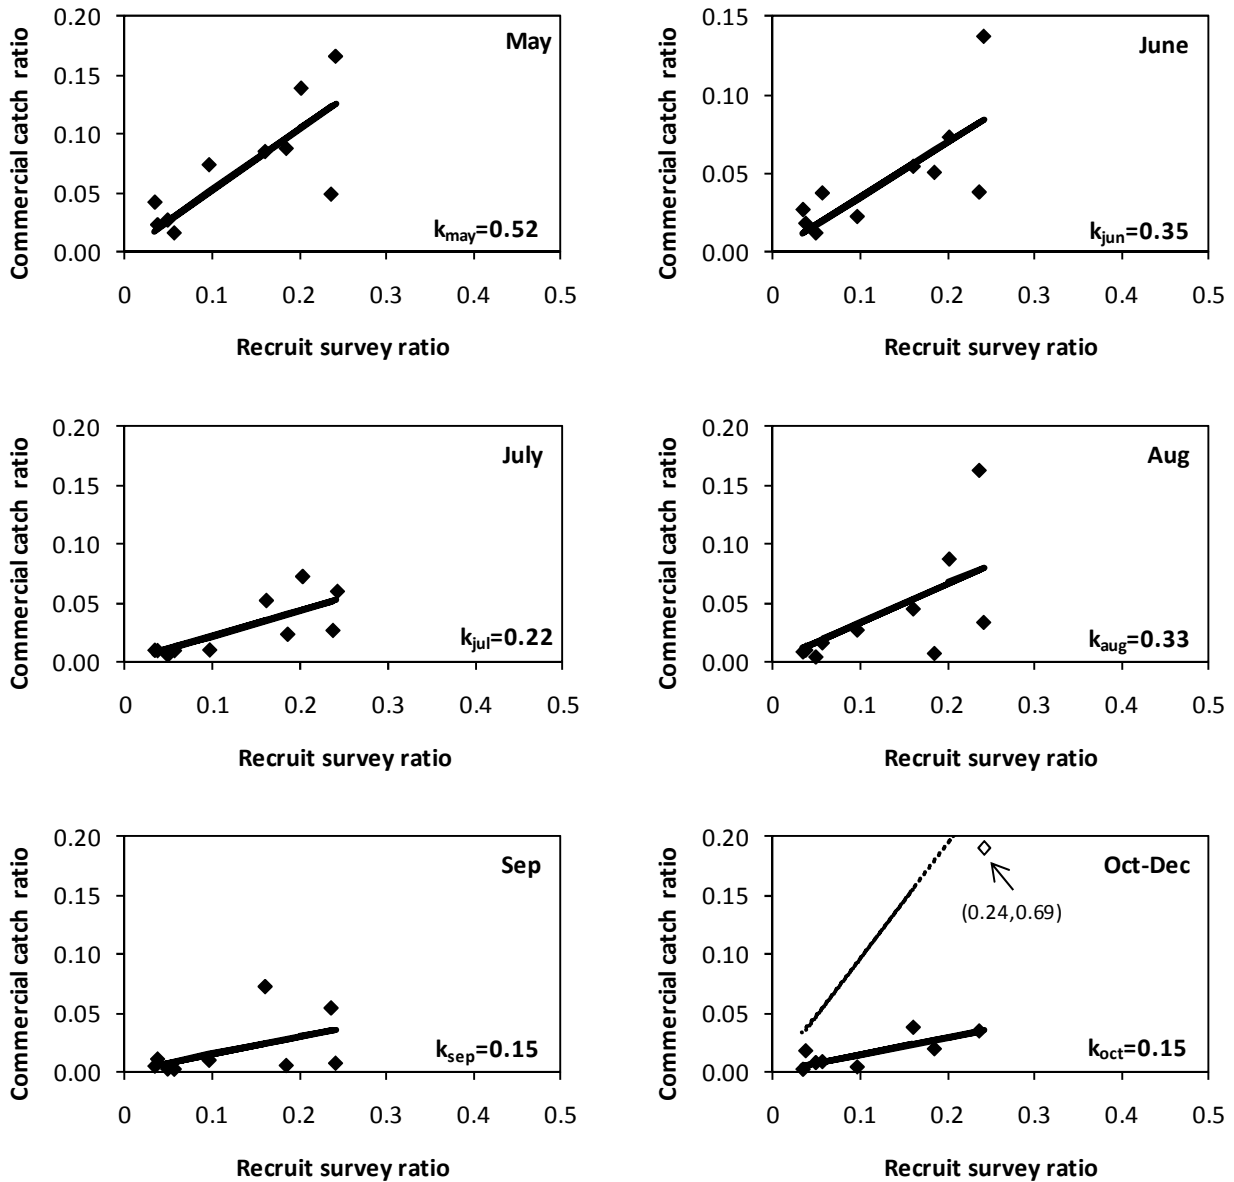 May
Commercial catch ratio
0.20
0.15
0.10
0.05
0.00
k_may=0.52
0 0.1 0.2 0.3 0.4 0.5
Recruit survey ratio
June
Commercial catch ratio
0.15
0.10
0.05
0.00
k_jun=0.35
0 0.1 0.2 0.3 0.4 0.5
Recruit survey ratio
July
Commercial catch ratio
0.20
0.15
0.10
0.05
0.00
k_jul=0.22
0 0.1 0.2 0.3 0.4 0.5
Recruit survey ratio
Aug
Commercial catch ratio
0.20
0.15
0.10
0.05
0.00
k_aug=0.33
0 0.1 0.2 0.3 0.4 0.5
Recruit survey ratio
Sep
Commercial catch ratio
0.20
0.15
0.10
0.05
0.00
k_sep=0.15
0 0.1 0.2 0.3 0.4 0.5
Recruit survey ratio
Oct-Dec
Commercial catch ratio
0.20
0.15
0.10
0.05
0.00
(0.24,0.69)
k_oct=0.15
0 0.1 0.2 0.3 0.4 0.5
Recruit survey ratio